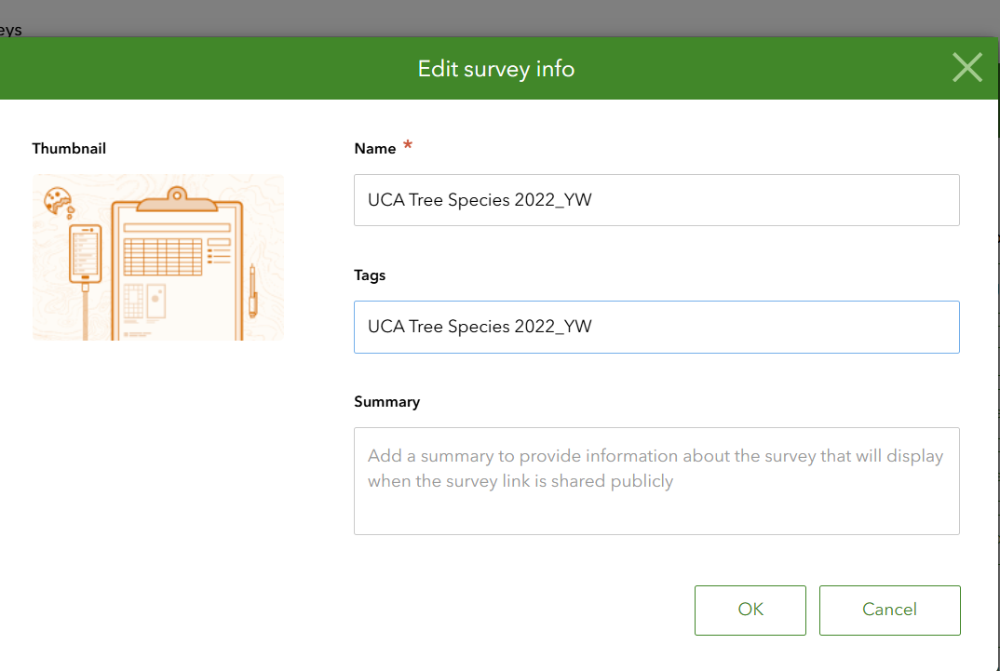 eys
Edit survey info
Thumbnail
Name *
UCA Tree Species 2022_YW
Tags
UCA Tree Species 2022_YW
Summary
Add a summary to provide information about the survey that will display
when the survey link is shared publicly
OK
Cancel